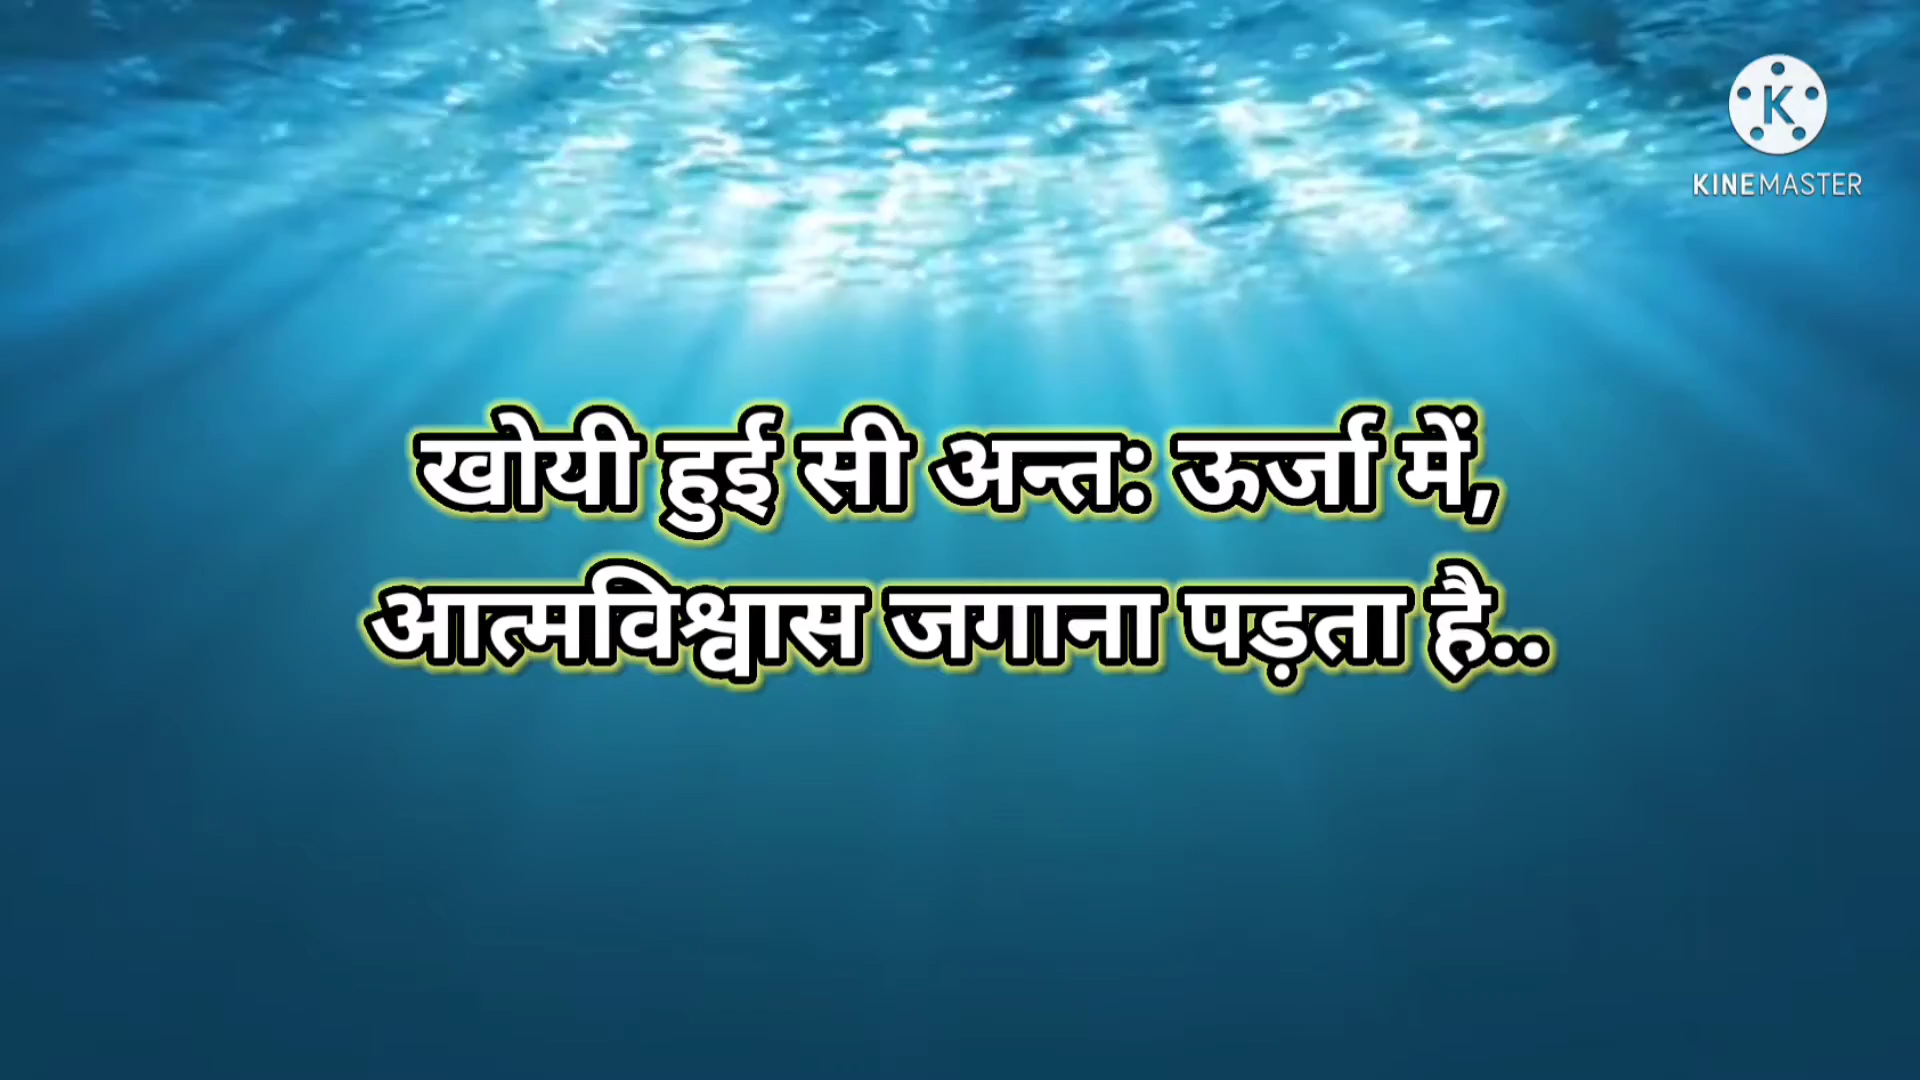 K
KINEMASTER
खोयी हुई सी अन्त: ऊर्जा में,
आत्मविश्वास जगाना पड़ता है..